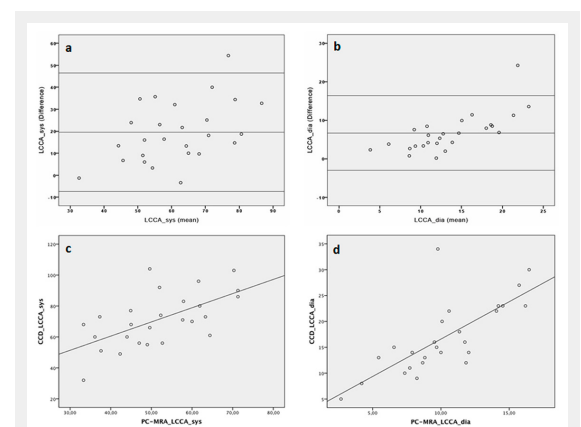 a
LCCA_sys (Difference)
60
50
40
30
20
10
0
-10
30 40 50 60 70 80 90
LCCA_sys (mean)
b
LCCA_dia (Difference)
30
20
10
0
-10
0 5 10 15 20 25
LCCA_dia (mean)
c
CCD_LCCA_sys
120
100
80
60
40
20
30,00 40,00 50,00 60,00 70,00 80,00
PC-MRA_LCCA_sys
d
CCD_LCCA_dia
35
30
25
20
15
10
5
5,00 10,00 15,00
PC-MRA_LCCA_dia